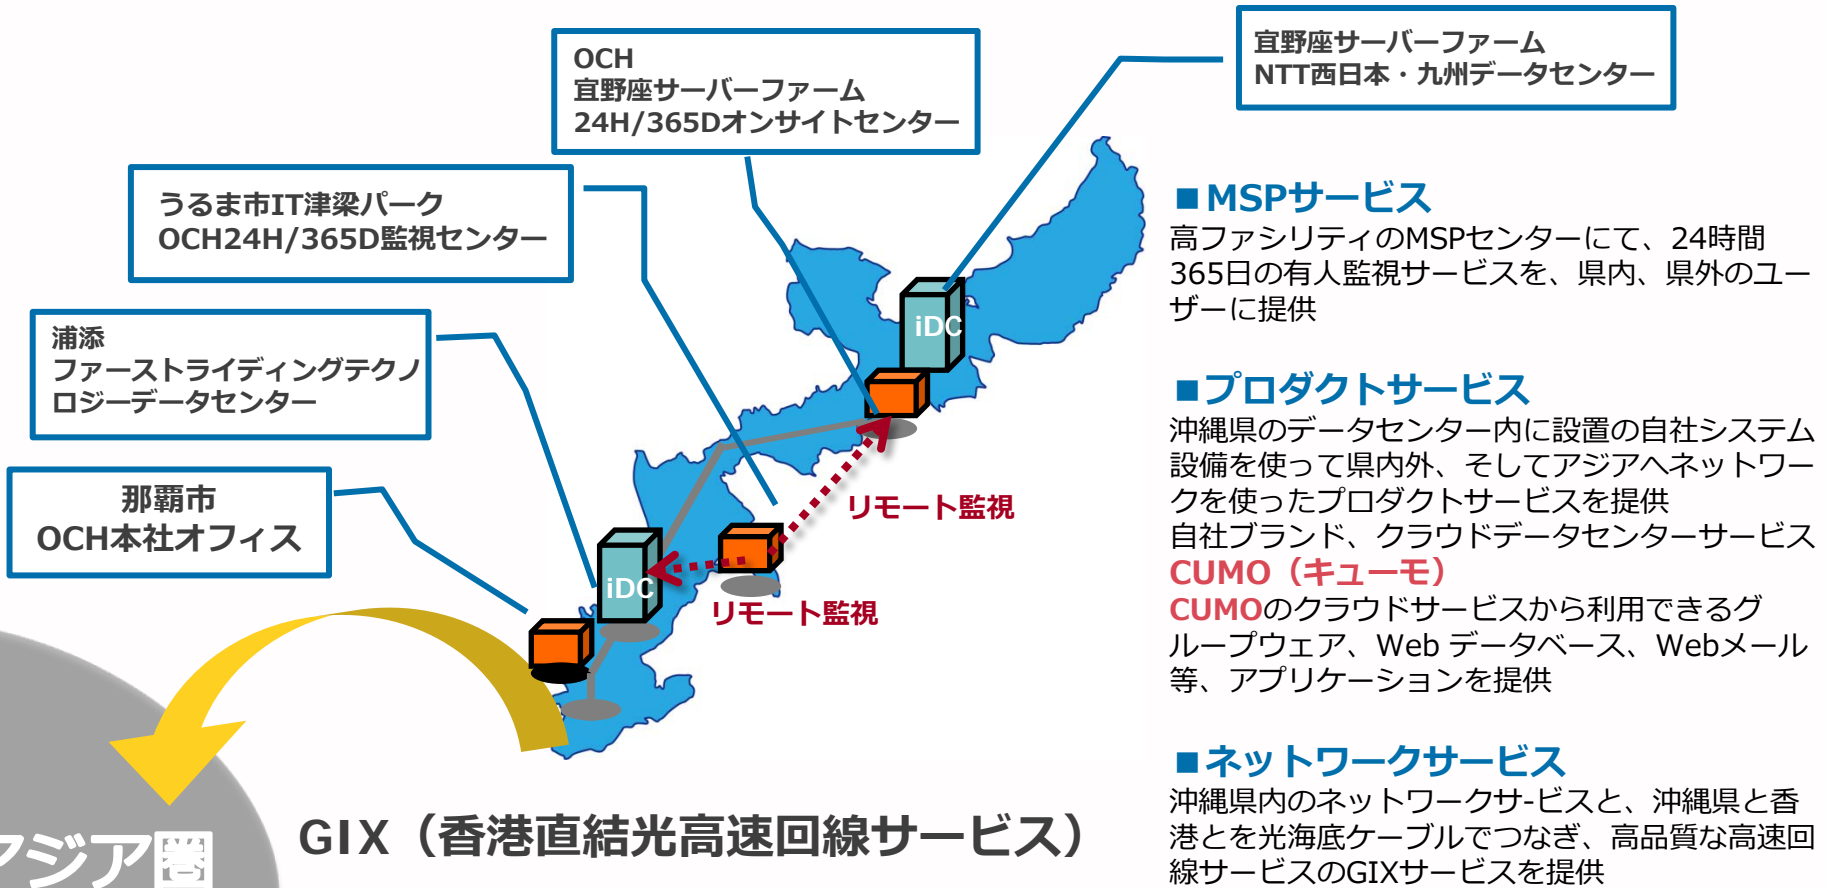 OCH
宜野座サーバーファーム
24H/365Dオンサイトセンター
宜野座サーバーファーム
NTT西日本・九州データセンター
うるま市IT津梁パーク
OCH24H/365D監視センター
浦添
ファーストライディングテクノ
ロジーデータセンター
那覇市
OCH本社オフィス
iDC
iDC
リモート監視
リモート監視
アジア圏
GIX（香港直結光高速回線サービス）
■MSPサービス
高ファシリティのMSPセンターにて、24時間
365日の有人監視サービスを、県内、県外のユー
ザーに提供
■プロダクトサービス
沖縄県のデータセンター内に設置の自社システム
設備を使って県内外、そしてアジアへネットワー
クを使ったプロダクトサービスを提供
自社ブランド、クラウドデータセンターサービス
CUMO（キューモ）
CUMOのクラウドサービスから利用できるグ
ループウェア、Web データベース、Webメール
等、アプリケーションを提供
■ネットワークサービス
沖縄県内のネットワークサ-ビスと、沖縄県と香
港とを光海底ケーブルでつなぎ、高品質な高速回
線サービスのGIXサービスを提供